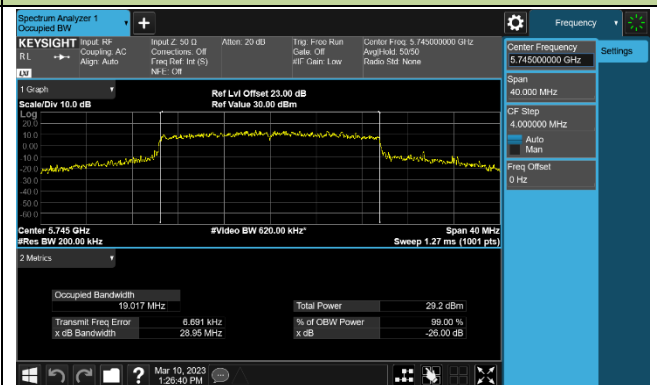 Spectrum Analyzer 1
Occupied BW
+
Frequency
KEYSIGHT
RL
LXI
Input: RF
Coupling: AC
Align: Auto
Input Z: 50 Ω
Corrections: Off
Freq Ref: Int (S)
NFE: Off
Atten: 20 dB
Trig: Free Run
Gate: Off
#IF Gain: Low
Center Freq: 5.745000000 GHz
Avg|Hold: 50/50
Radio Std: None
Center Frequency
5.745000000 GHz
Settings
Span
40.000 MHz
CF Step
4.000000 MHz
Auto
Man
Freq Offset
0 Hz
1 Graph
Scale/Div 10.0 dB
Ref Lvl Offset 23.00 dB
Ref Value 30.00 dBm
Log
20.0
10.0
0.00
-10.0
-20.0
-30.0
-40.0
-50.0
-60.0
Center 5.745 GHz
#Video BW 620.00 kHz*
Span 40 MHz
#Res BW 200.00 kHz
Sweep 1.27 ms (1001 pts)
2 Metrics
Occupied Bandwidth
19.017 MHz
Total Power 29.2 dBm
Transmit Freq Error 6.691 kHz
% of OBW Power 99.00 %
x dB Bandwidth 28.95 MHz
x dB -26.00 dB
?
Mar 10, 2023
1:26:40 PM